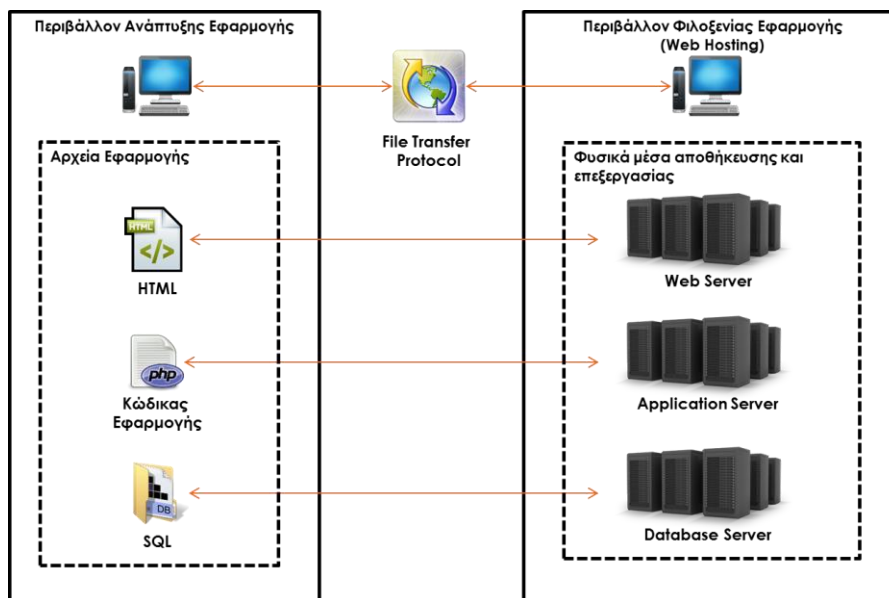 Περιβάλλον Ανάπτυξης Εφαρμογής
Περιβάλλον Φιλοξενίας Εφαρμογής
(Web Hosting)
File Transfer
Protocol
Αρχεία Εφαρμογής
Φυσικά μέσα αποθήκευσης και
επεξεργασίας
HTML
</>
HTML
Web Server
php
Κώδικας
Εφαρμογής
Application Server
DB
SQL
Database Server